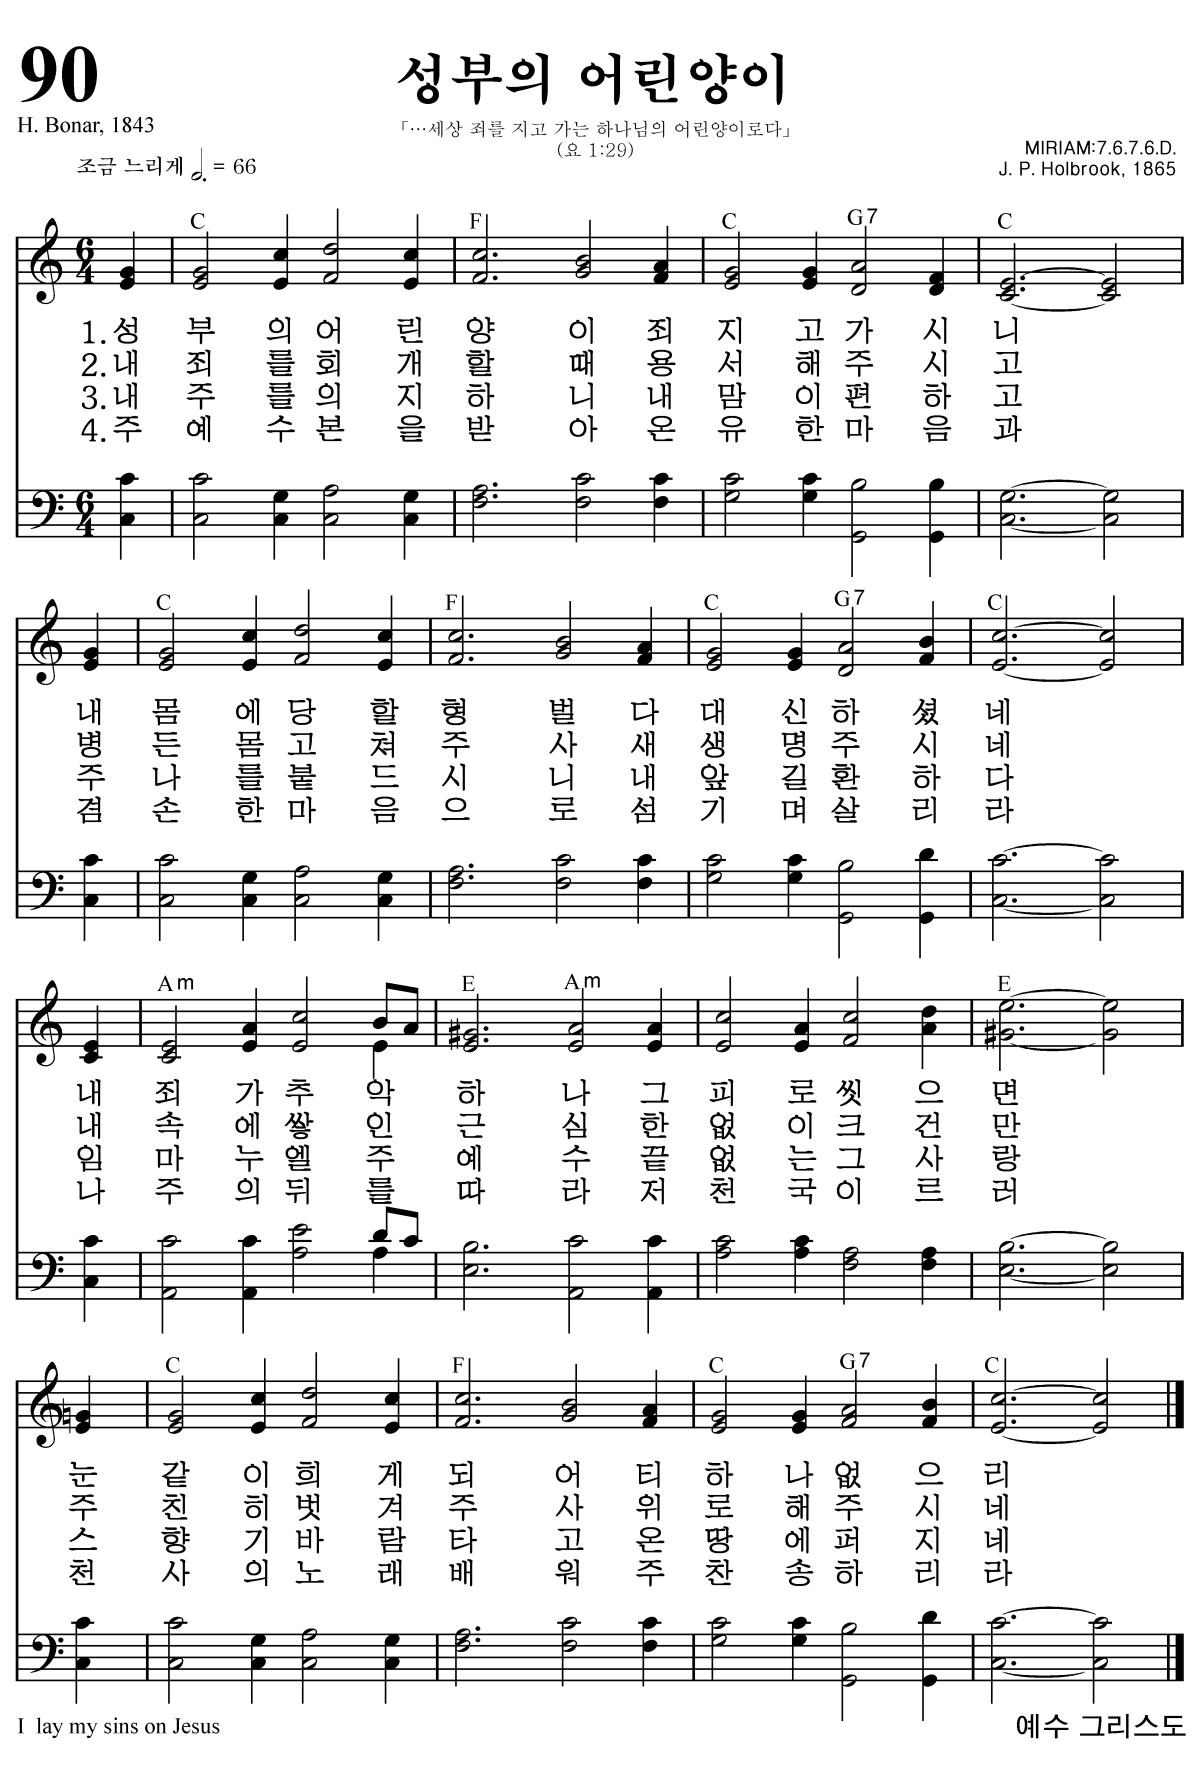 90
성부의 어린양이
H. Bonar, 1843
「…세상 죄를 지고 가는 하나님의 어린양이로다」
(요 1:29)
MIRIAM:7.6.7.6.D.
조금 느리게 𝅗𝅥. = 66
J. P. Holbrook, 1865
C F C G7 C
1.성 부 의 어 린 양 이 죄 지 고 가 시 니
2.내 죄 를 회 개 할 때 용 서 해 주 시 고
3.내 주 를 의 지 하 니 내 맘 이 편 하 고
4.주 예 수 본 을 받 아 온 유 한 마 음 과
C F C G7 C
내 몸 에 당 할 형 벌 다 대 신 하 셨 네
병 든 몸 고 쳐 주 사 새 생 명 주 시 네
주 나 를 붙 드 시 니 내 앞 길 환 하 다
겸 손 한 마 음 으 로 섬 기 며 살 리 라
Am E Am E
내 죄 가 추 악 하 나 그 피 로 씻 으 면
내 속 에 쌓 인 근 심 한 없 이 크 건 만
임 마 누 엘 주 예 수 끝 없 는 그 사 랑
나 주 의 뒤 를 따 라 저 천 국 이 르 러
C F C G7 C
눈 같 이 희 게 되 어 티 하 나 없 으 리
주 친 히 벗 겨 주 사 위 로 해 주 시 네
스 향 기 바 람 타 고 온 땅 에 퍼 지 네
천 사 의 노 래 배 워 주 찬 송 하 리 라
I lay my sins on Jesus
예수 그리스도